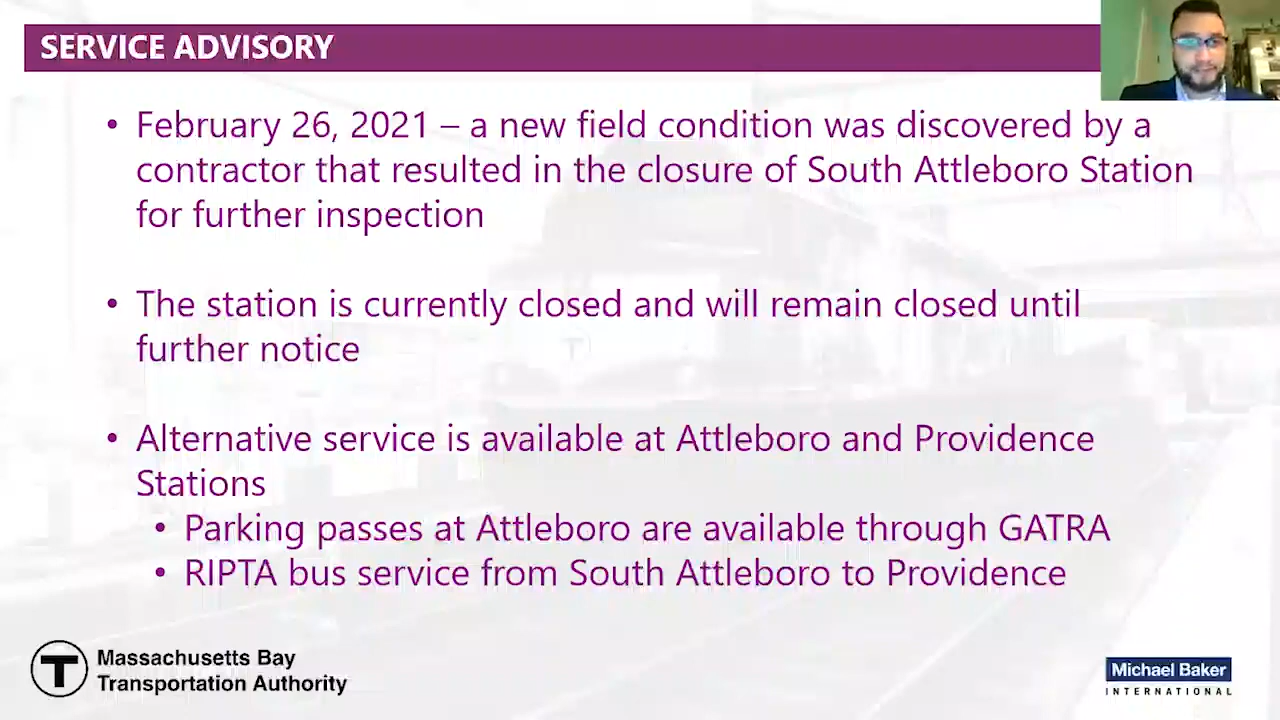 SERVICE ADVISORY
• February 26, 2021 – a new field condition was discovered by a
contractor that resulted in the closure of South Attleboro Station
for further inspection
• The station is currently closed and will remain closed until
further notice
• Alternative service is available at Attleboro and Providence
Stations
• Parking passes at Attleboro are available through GATRA
• RIPTA bus service from South Attleboro to Providence
T
Massachusetts Bay
Transportation Authority
Michael Baker
INTERNATIONAL